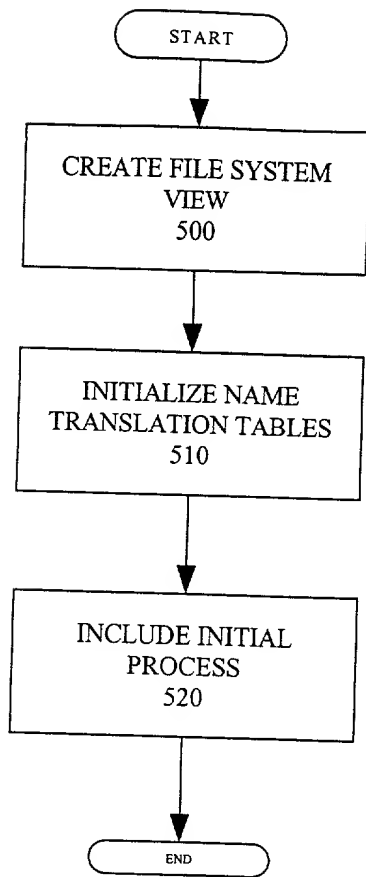 START
CREATE FILE SYSTEM
VIEW
500
INITIALIZE NAME
TRANSLATION TABLES
510
INCLUDE INITIAL
PROCESS
520
END